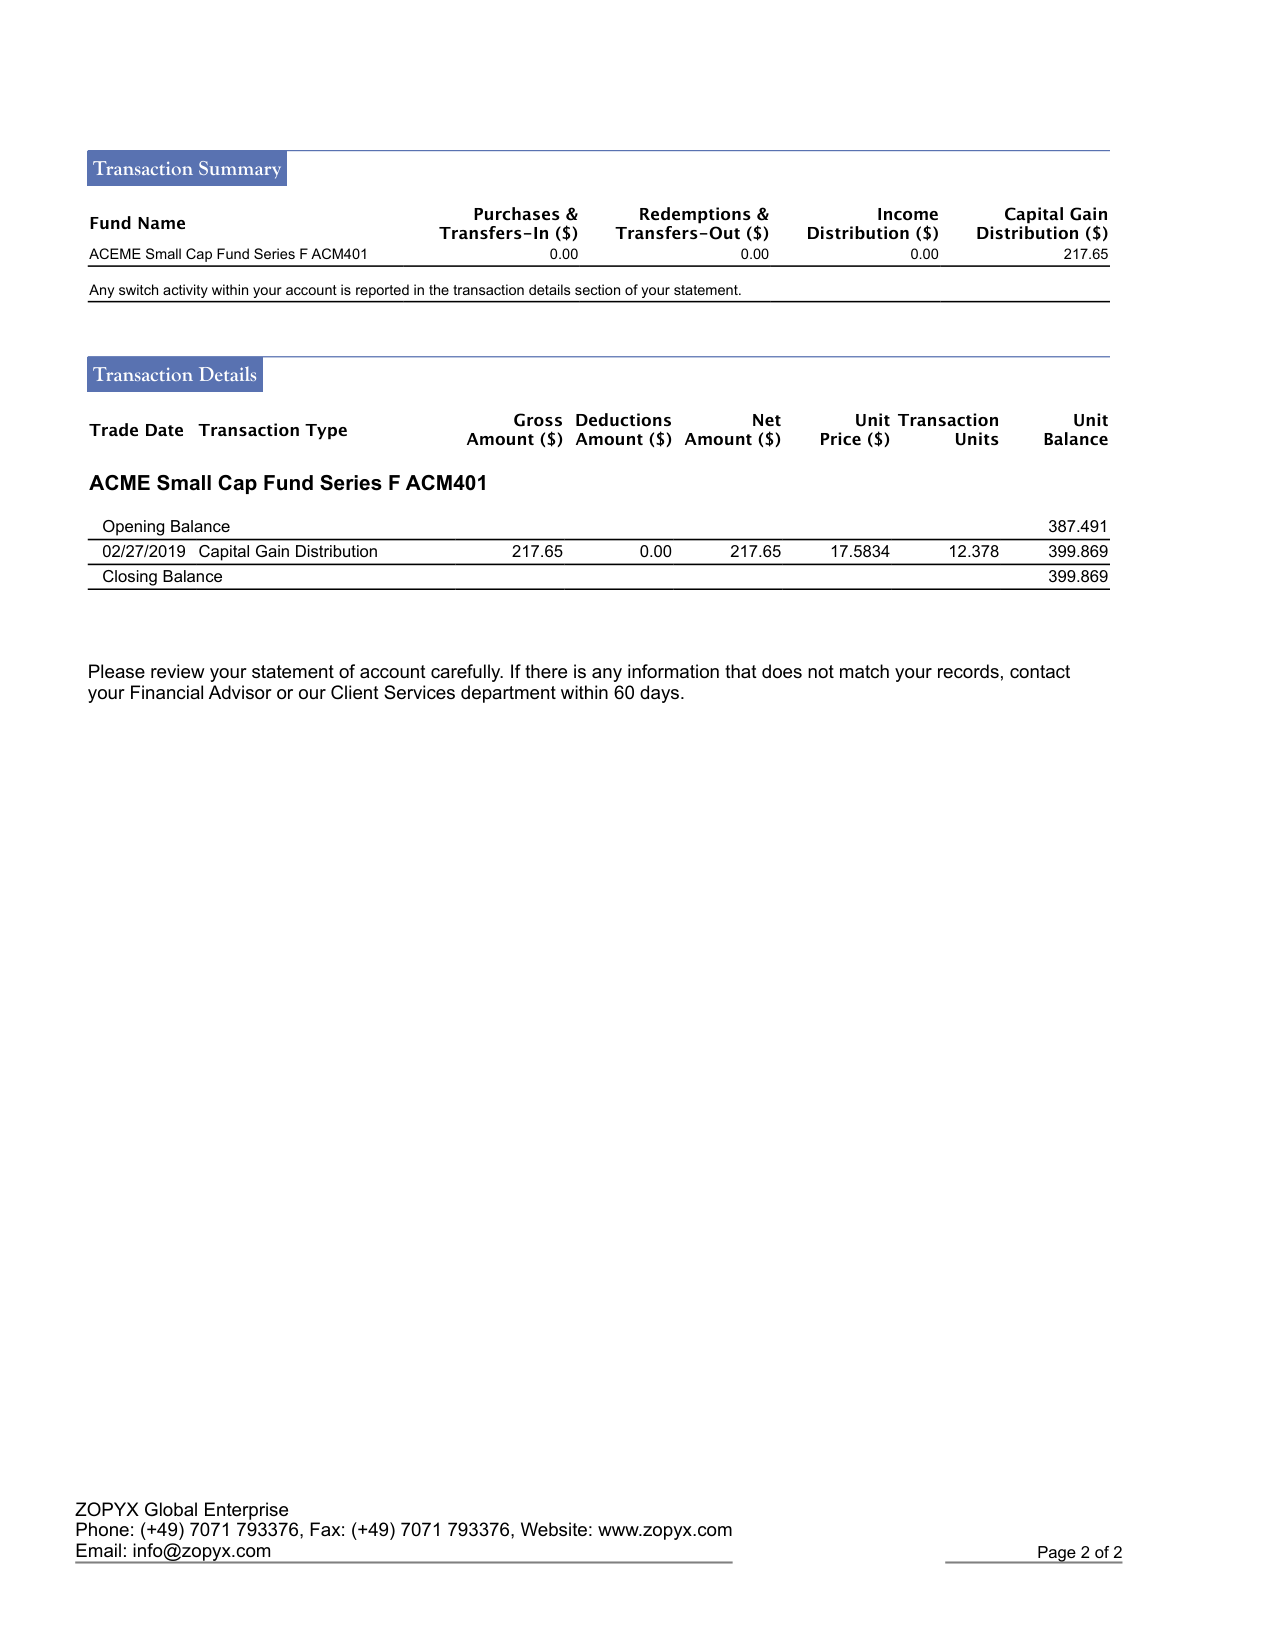 Transaction Summary
Fund Name Purchases & Transfers-In ($) Redemptions & Transfers-Out ($) Income Distribution ($) Capital Gain Distribution ($)
ACEME Small Cap Fund Series F ACM401 0.00 0.00 0.00 217.65
Any switch activity within your account is reported in the transaction details section of your statement.
Transaction Details
Trade Date Transaction Type Gross Amount ($) Deductions Amount ($) Net Amount ($) Unit Price ($) Transaction Units Unit Balance
ACME Small Cap Fund Series F ACM401
Opening Balance 387.491
02/27/2019 Capital Gain Distribution 217.65 0.00 217.65 17.5834 12.378 399.869
Closing Balance 399.869
Please review your statement of account carefully. If there is any information that does not match your records, contact
your Financial Advisor or our Client Services department within 60 days.
ZOPYX Global Enterprise
Phone: (+49) 7071 793376, Fax: (+49) 7071 793376, Website: www.zopyx.com
Email: info@zopyx.com Page 2 of 2